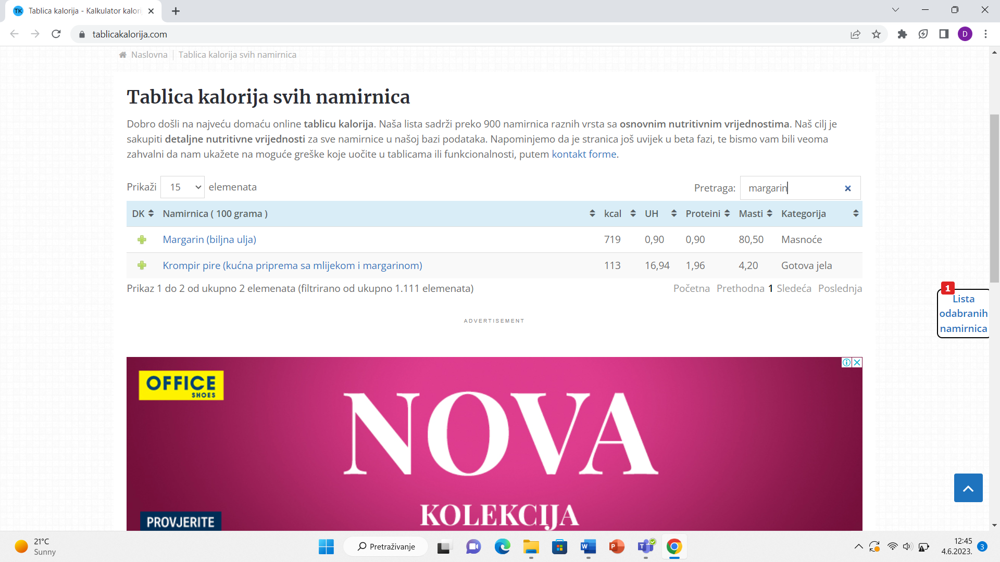 Tablica kalorija - Kalkulator kalori
tablicakalorija.com
D
Naslovna
Tablica kalorija svih namirnica
Tablica kalorija svih namirnica
Dobro došli na najveću domaću online tablicu kalorija. Naša lista sadrži preko 900 namirnica raznih vrsta sa osnovnim nutritivnim vrijednostima. Naš cilj je
sakupiti detaljne nutritivne vrijednosti za sve namirnice u našoj bazi podataka. Napominjemo da je stranica još uvijek u beta fazi, te bismo vam bili veoma
zahvalni da nam ukažete na moguće greške koje uočite u tablicama ili funkcionalnosti, putem kontakt forme.
Prikaži 15 elemenata
Pretraga: margarin
DK Namirnica ( 100 grama ) kcal UH Proteini Masti Kategorija
Margarin (biljna ulja) 719 0,90 0,90 80,50 Masnoće
Krompir pire (kućna priprema sa mlijekom i margarinom) 113 16,94 1,96 4,20 Gotova jela
Prikaz 1 do 2 od ukupno 2 elemenata (filtrirano od ukupno 1.111 elemenata)
Početna Prethodna 1 Sledeća Poslednja
1
Lista
odabranih
namirnica
ADVERTISEMENT
OFFICE
SHOES
NOVA
KOLEKCIJA
PROVJERITE
21°C
Sunny
Pretraživanje
12:45
4.6.2023.
3